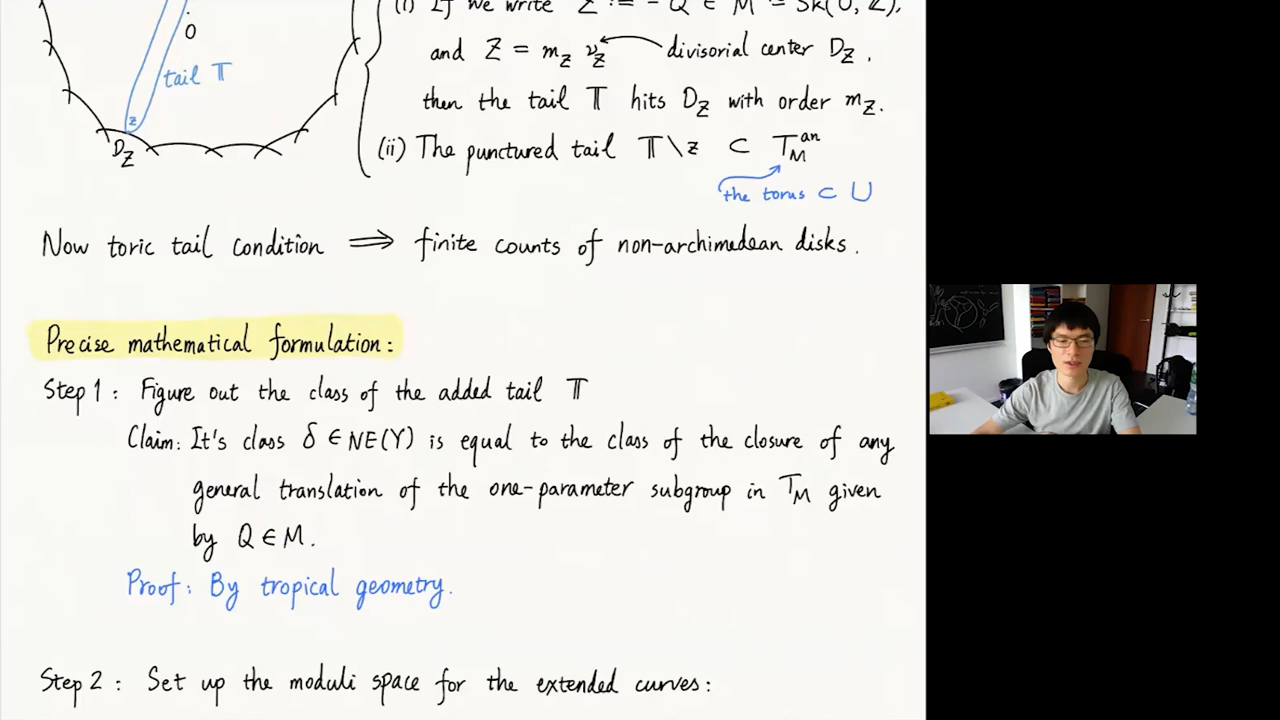 (i) If we write Z := -Q ∈ M = Sk(U, ℤ),
and Z = m_Z ν_Z divisorial center D_Z,
then the tail 𝕋 hits D_Z with order m_Z.
(ii) The punctured tail 𝕋 \ z ⊂ T_M^an
the torus ⊂ U
O
tail 𝕋
z
D_Z
Now toric tail condition ⟹ finite counts of non-archimedean disks.
Precise mathematical formulation:
Step 1: Figure out the class of the added tail 𝕋
Claim: It's class δ ∈ NE(Y) is equal to the class of the closure of any
general translation of the one-parameter subgroup in T_M given
by Q ∈ M.
Proof: By tropical geometry.
Step 2: Set up the moduli space for the extended curves: